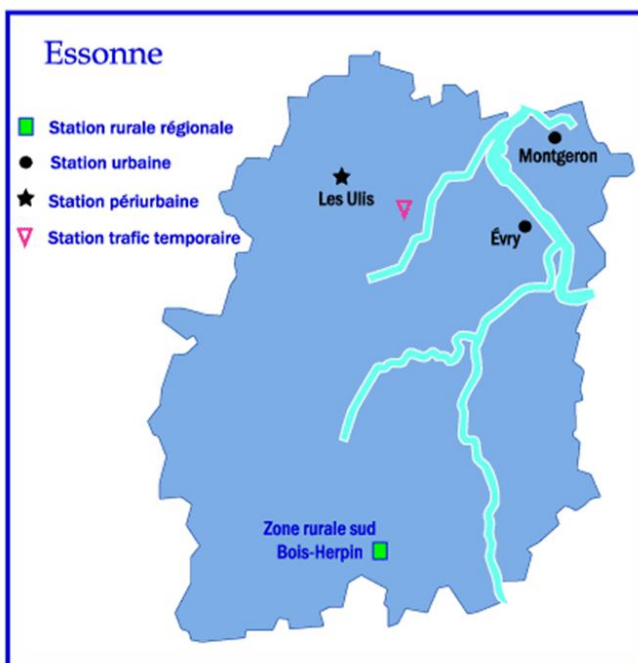 Essonne
Station rurale régionale
Station urbaine
Station périurbaine
Station trafic temporaire
Montgeron
Les Ulis
Évry
Zone rurale sud
Bois-Herpin